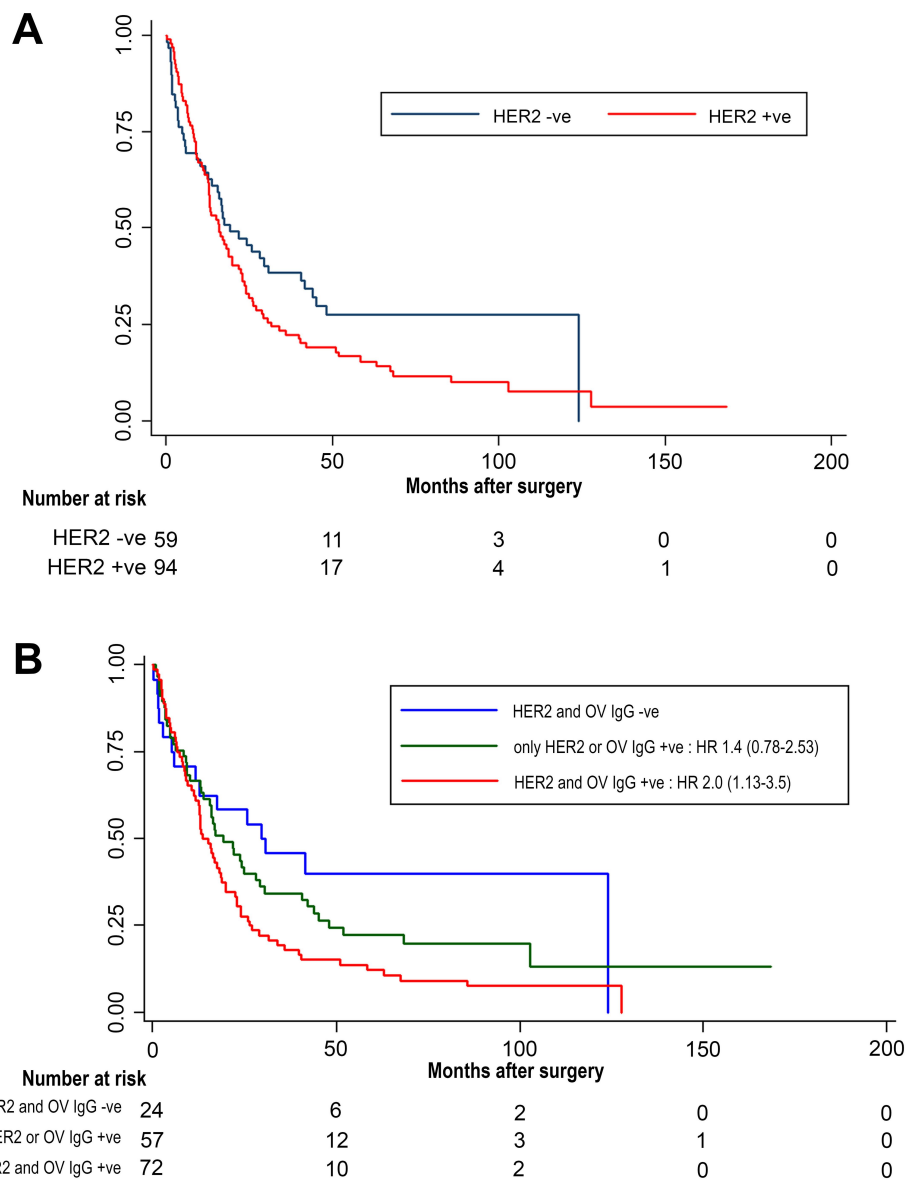 A
1.00
0.75
0.50
0.25
0.00
HER2 -ve HER2 +ve
0 50 100 150 200
Months after surgery
Number at risk
HER2 -ve 59 11 3 0 0
HER2 +ve 94 17 4 1 0
B
1.00
0.75
0.50
0.25
0.00
HER2 and OV IgG -ve
only HER2 or OV IgG +ve : HR 1.4 (0.78-2.53)
HER2 and OV IgG +ve : HR 2.0 (1.13-3.5)
0 50 100 150 200
Months after surgery
Number at risk
R2 and OV IgG -ve 24 6 2 0 0
ER2 or OV IgG +ve 57 12 3 1 0
R2 and OV IgG +ve 72 10 2 0 0